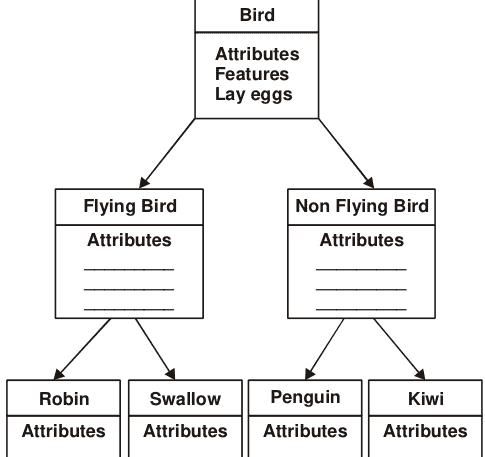 Bird
Attributes
Features
Lay eggs
Flying Bird
Attributes
Non Flying Bird
Attributes
Robin
Attributes
Swallow
Attributes
Penguin
Attributes
Kiwi
Attributes